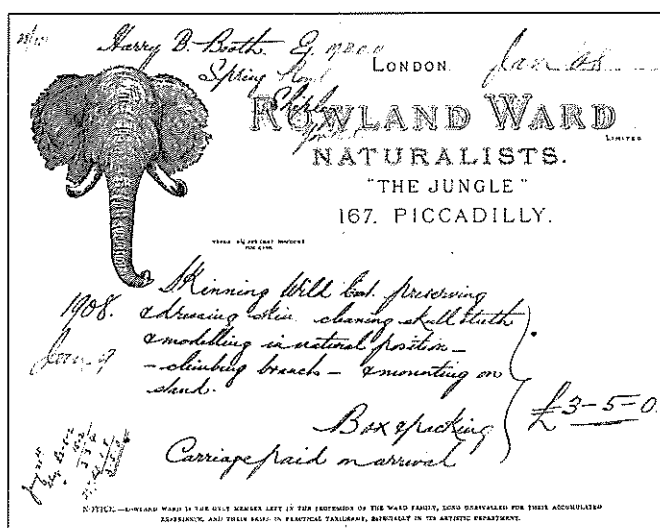 Harry B. Booth Esq
Spring Royd
Shipley
LONDON. Jan 08
ROWLAND WARD
LIMITED
NATURALISTS.
"THE JUNGLE"
167. PICCADILLY.
1908. Skinning Wild Cat. preserving
& dressing skin cleaning skull & teeth
Jan 9 & modelling in natural position –
– climbing branch – & mounting on
stand.
£3-5-0
Box & packing
Carriage paid on arrival
NOTICE.—ROWLAND WARD IS THE ONLY MEMBER LEFT IN THE PROFESSION OF THE WARD FAMILY, LONG UNRIVALLED FOR THEIR ACCUMULATED
EXPERIENCE, AND THEIR SKILL IN PRACTICAL TAXIDERMY, ESPECIALLY IN ITS ARTISTIC DEPARTMENT.